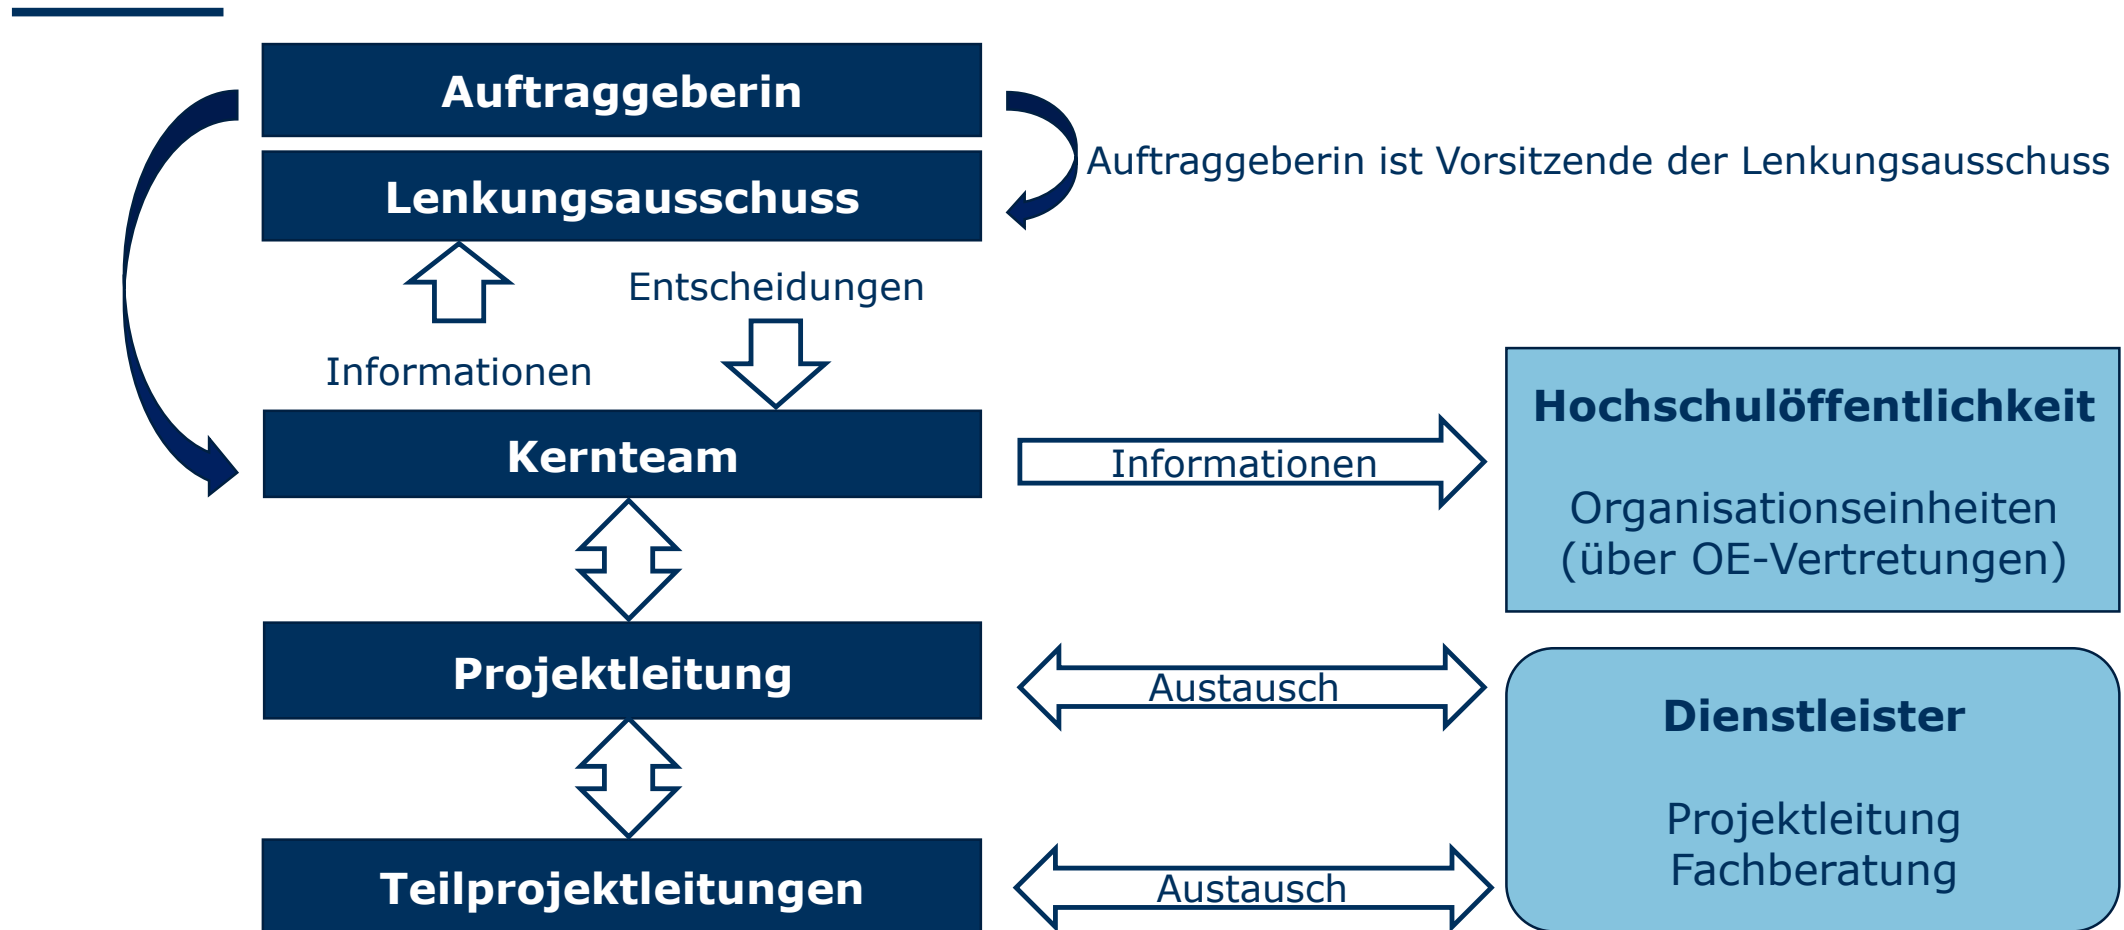 Auftraggeberin
Auftraggeberin ist Vorsitzende der Lenkungsausschuss
Lenkungsausschuss
Entscheidungen
Informationen
Kernteam
Informationen
Hochschulöffentlichkeit
Organisationseinheiten
(über OE-Vertretungen)
Projektleitung
Austausch
Dienstleister
Projektleitung
Fachberatung
Teilprojektleitungen
Austausch